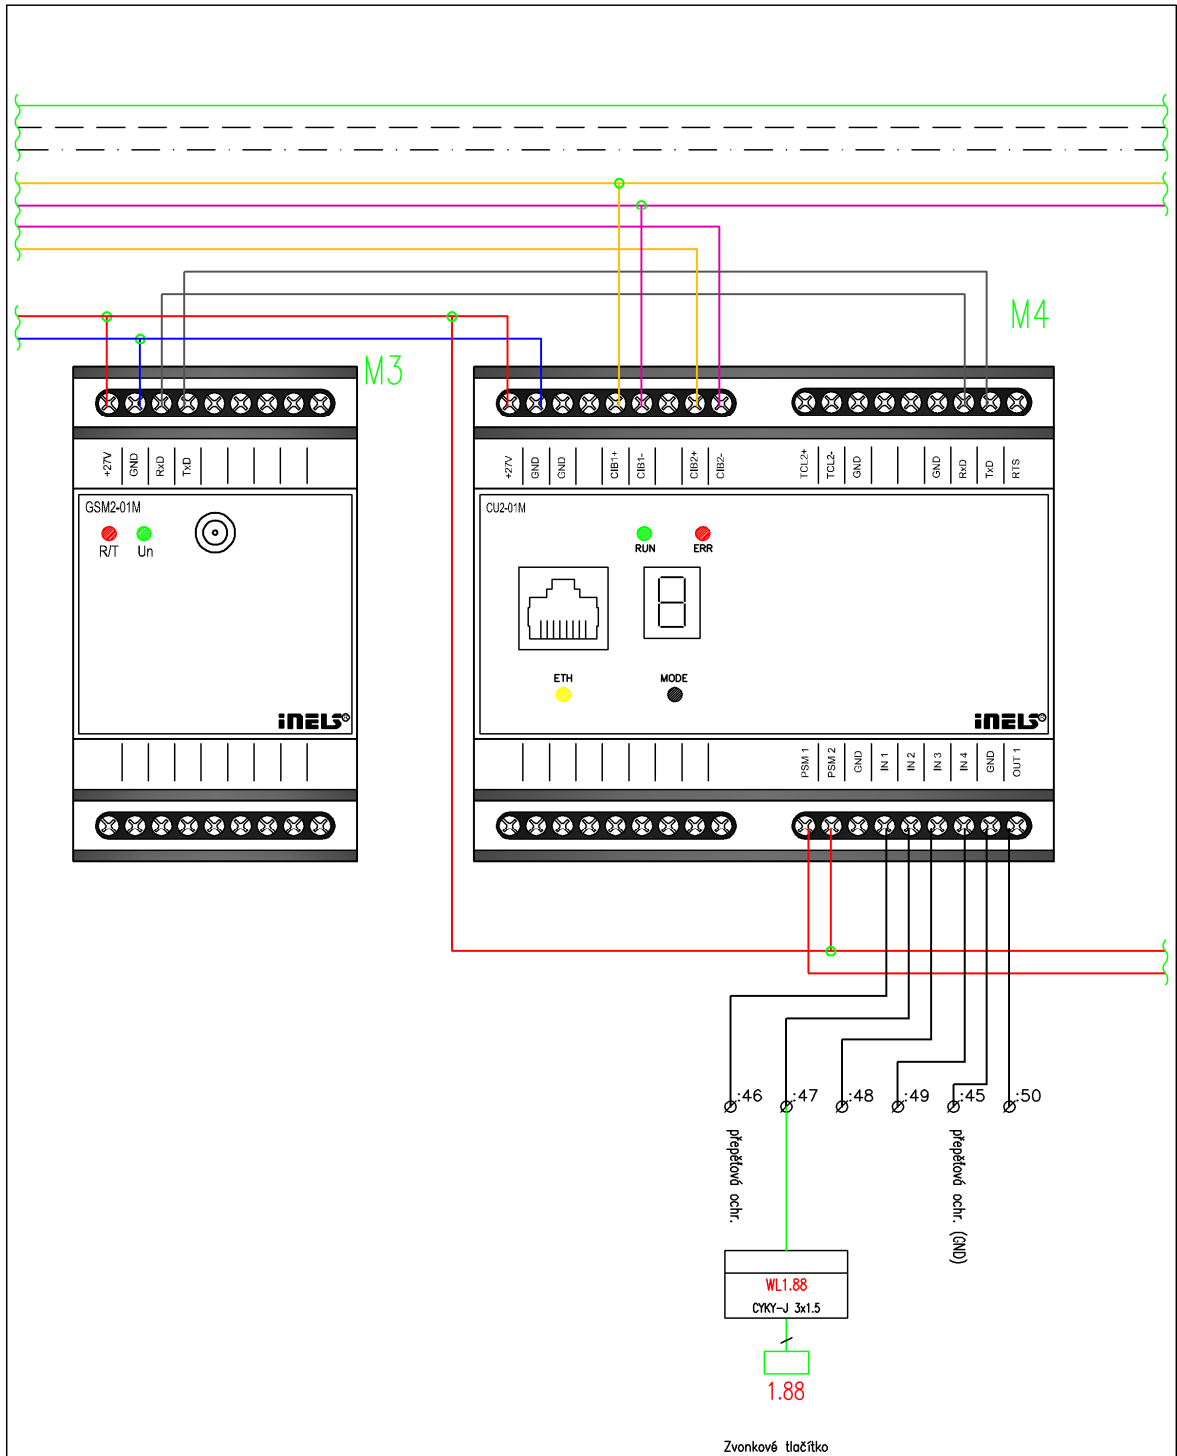 M4
M3
+27V GND RxD TxD
+27V GND GND CIB1+ CIB1- CIB2+ CIB2-
TCL2+ TCL2- GND GND RxD TxD RTS
GSM2-01M
R/T Un
iNELS®
CU2-01M
RUN ERR
ETH MODE
iNELS®
PSM 1 PSM 2 GND IN 1 IN 2 IN 3 IN 4 GND OUT 1
:46 :47 :48 :49 :45 :50
přepěťová ochr.
přepěťová ochr. (GND)
WL1.88
CYKY-J 3x1.5
1.88
Zvonkové tlačítko